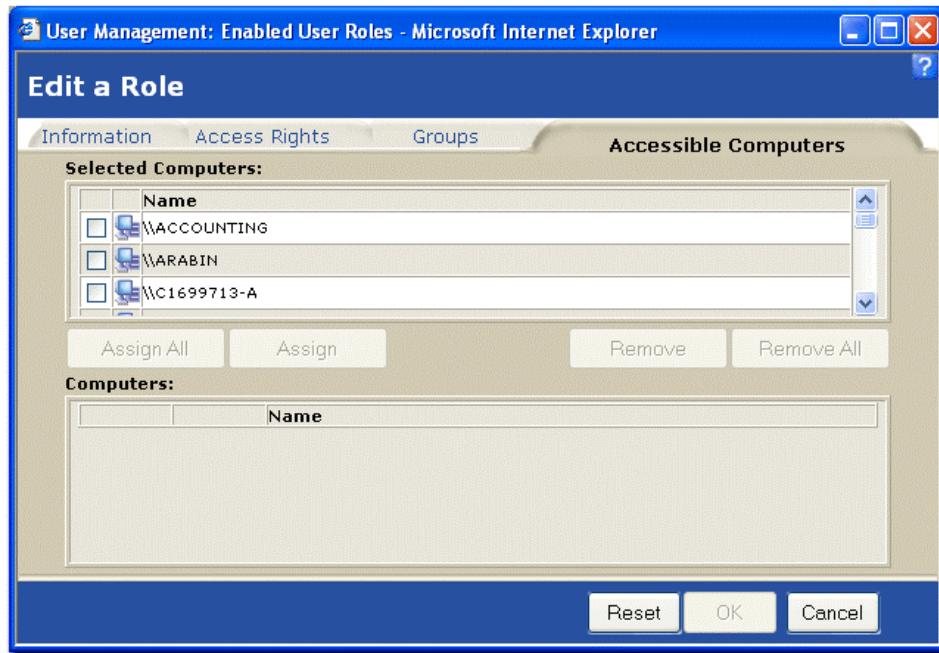 User Management: Enabled User Roles - Microsoft Internet Explorer
?
Edit a Role
Information Access Rights Groups Accessible Computers
Selected Computers:
Name
\\ACCOUNTING
\\ARABIN
\\C1699713-A
Assign All Assign Remove Remove All
Computers:
Name
Reset OK Cancel